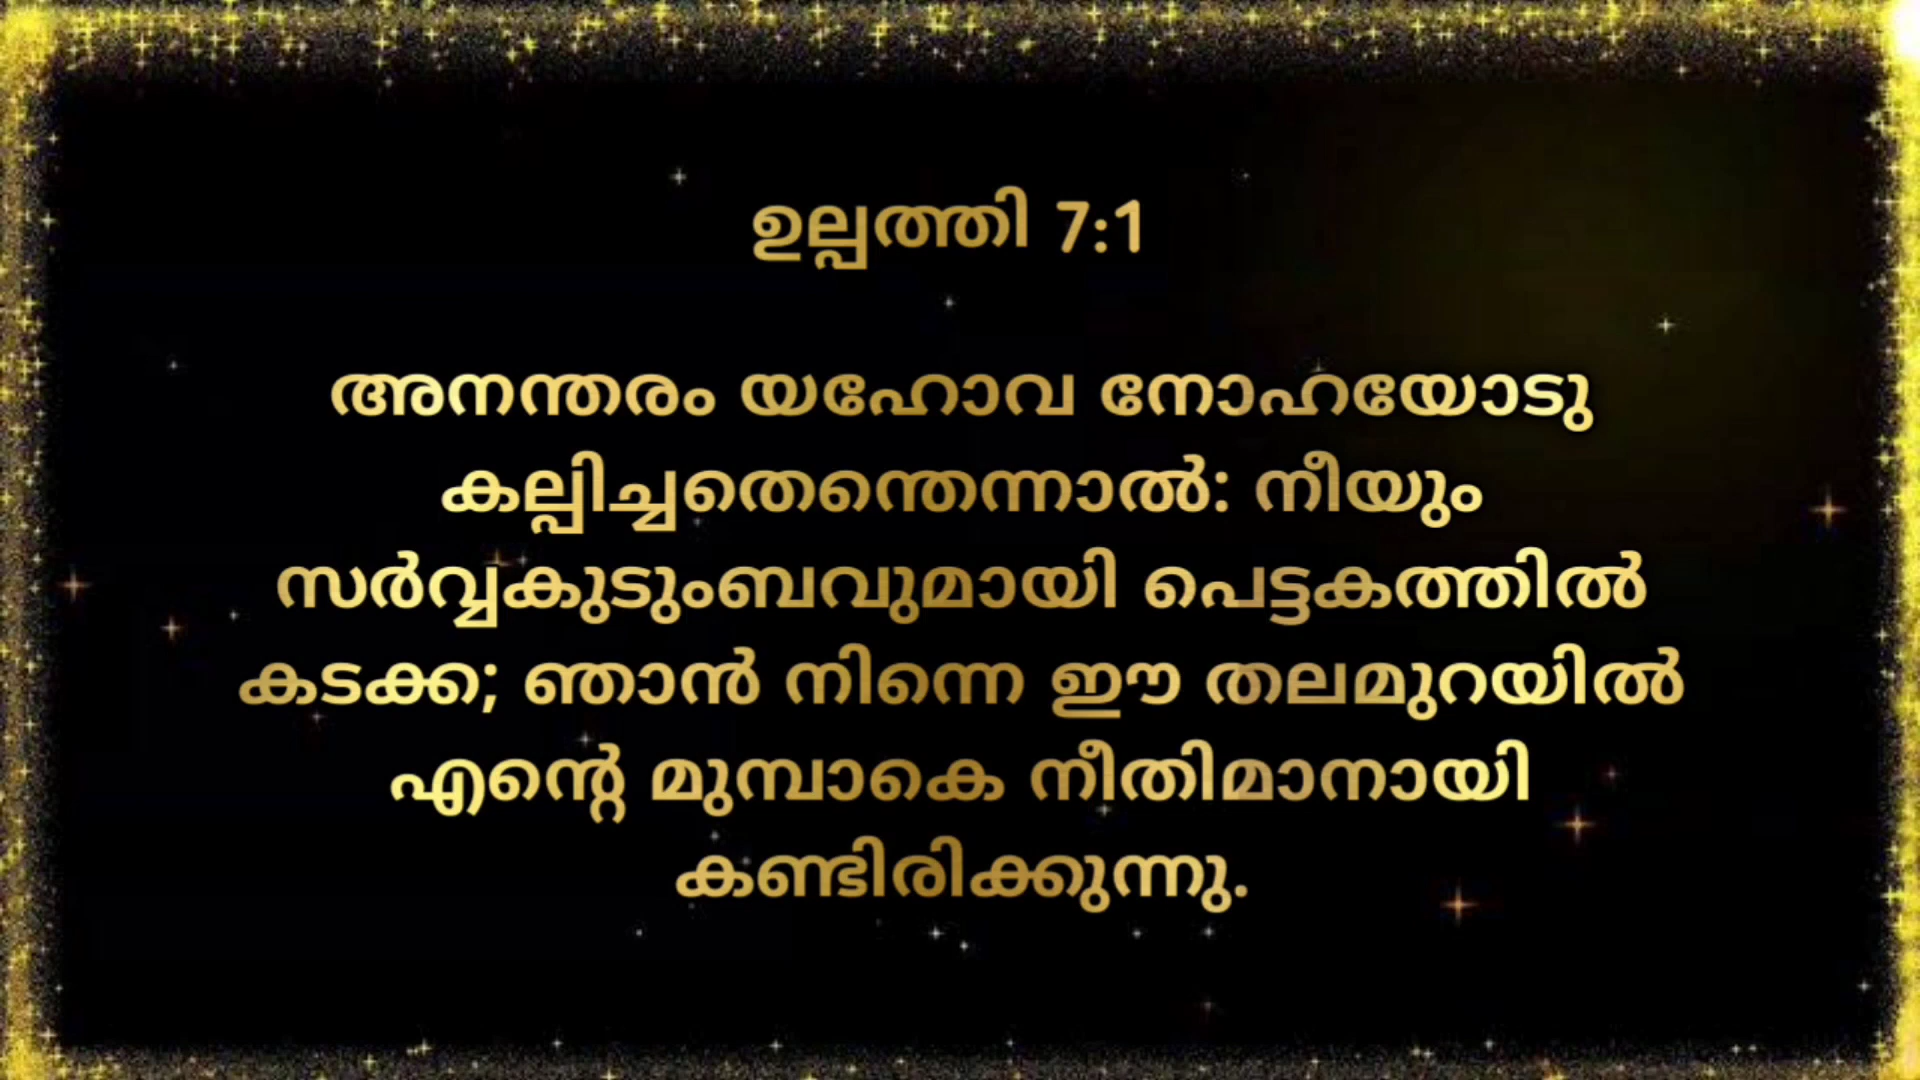 ഉല്പത്തി 7:1
അനന്തരം യഹോവ നോഹയോടു
കല്പിച്ചതെന്തെന്നാൽ: നീയും
സർവ്വകുടുംബവുമായി പെട്ടകത്തിൽ
കടക്ക; ഞാൻ നിന്നെ ഈ തലമുറയിൽ
എന്റെ മുമ്പാകെ നീതിമാനായി
കണ്ടിരിക്കുന്നു.